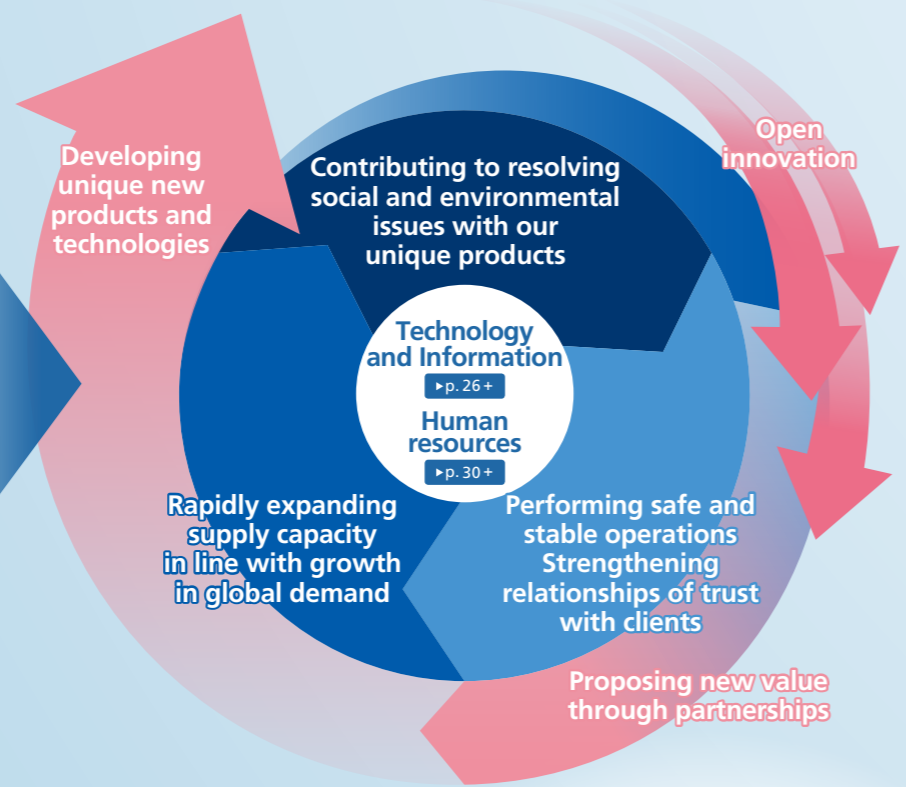 Developing
unique new
products and
technologies
Contributing to resolving
social and environmental
issues with our
unique products
Open
innovation
Technology
and Information
▶p. 26+
Human
resources
▶p. 30+
Rapidly expanding
supply capacity
in line with growth
in global demand
Performing safe and
stable operations
Strengthening
relationships of trust
with clients
Proposing new value
through partnerships